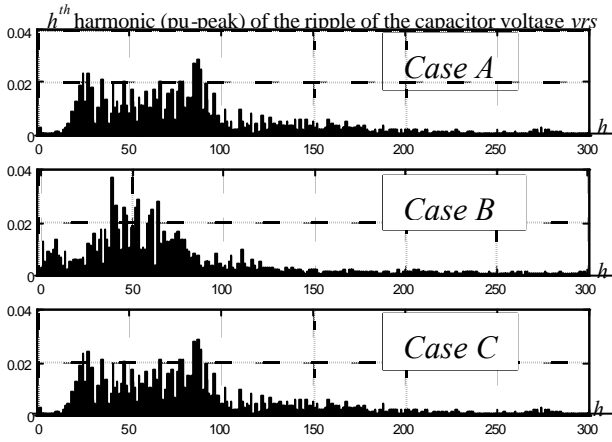 h^th harmonic (pu-peak) of the ripple of the capacitor voltage yrs
0.04
Case A
0.02
0
0 50 100 150 200 250 300 h
0.04
Case B
0.02
0
0 50 100 150 200 250 300 h
0.04
Case C
0.02
0
0 50 100 150 200 250 300 h